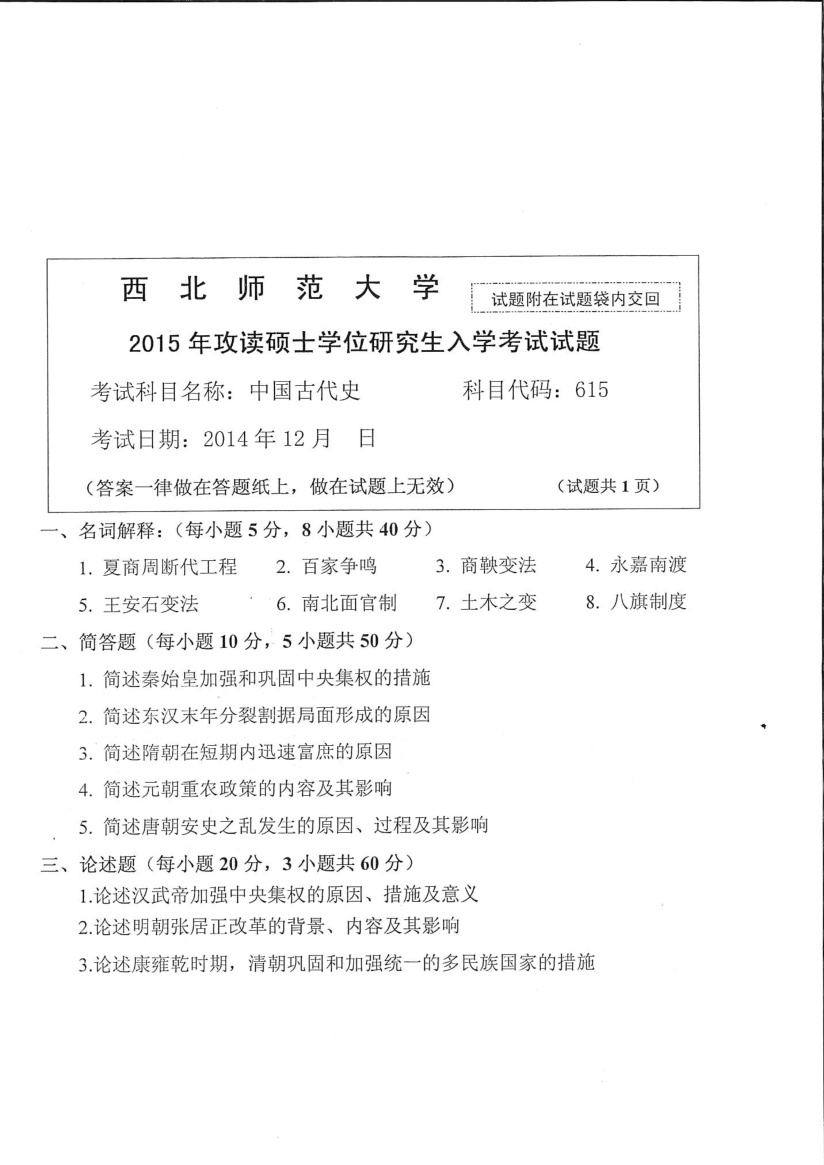 西 北 师 范 大 学
试题附在试题袋内交回
2015 年攻读硕士学位研究生入学考试试题
考试科目名称：中国古代史 科目代码：615
考试日期：2014 年 12 月 日
（答案一律做在答题纸上，做在试题上无效） （试题共 1 页）
一、名词解释：（每小题 5 分，8 小题共 40 分）
1. 夏商周断代工程 2. 百家争鸣 3. 商鞅变法 4. 永嘉南渡
5. 王安石变法 6. 南北面官制 7. 土木之变 8. 八旗制度
二、简答题（每小题 10 分，5 小题共 50 分）
1. 简述秦始皇加强和巩固中央集权的措施
2. 简述东汉末年分裂割据局面形成的原因
3. 简述隋朝在短期内迅速富庶的原因
4. 简述元朝重农政策的内容及其影响
5. 简述唐朝安史之乱发生的原因、过程及其影响
三、论述题（每小题 20 分，3 小题共 60 分）
1.论述汉武帝加强中央集权的原因、措施及意义
2.论述明朝张居正改革的背景、内容及其影响
3.论述康雍乾时期，清朝巩固和加强统一的多民族国家的措施